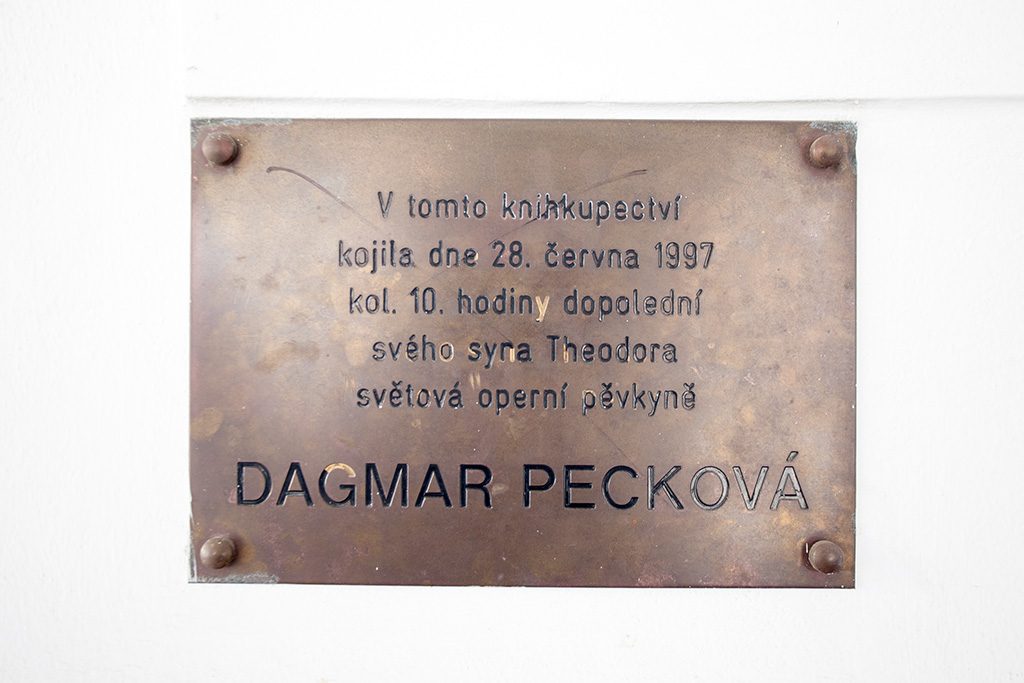 V tomto knihkupectví
kojila dne 28. června 1997
kol. 10. hodiny dopolední
svého syna Theodora
světová operní pěvkyně
DAGMAR PECKOVÁ